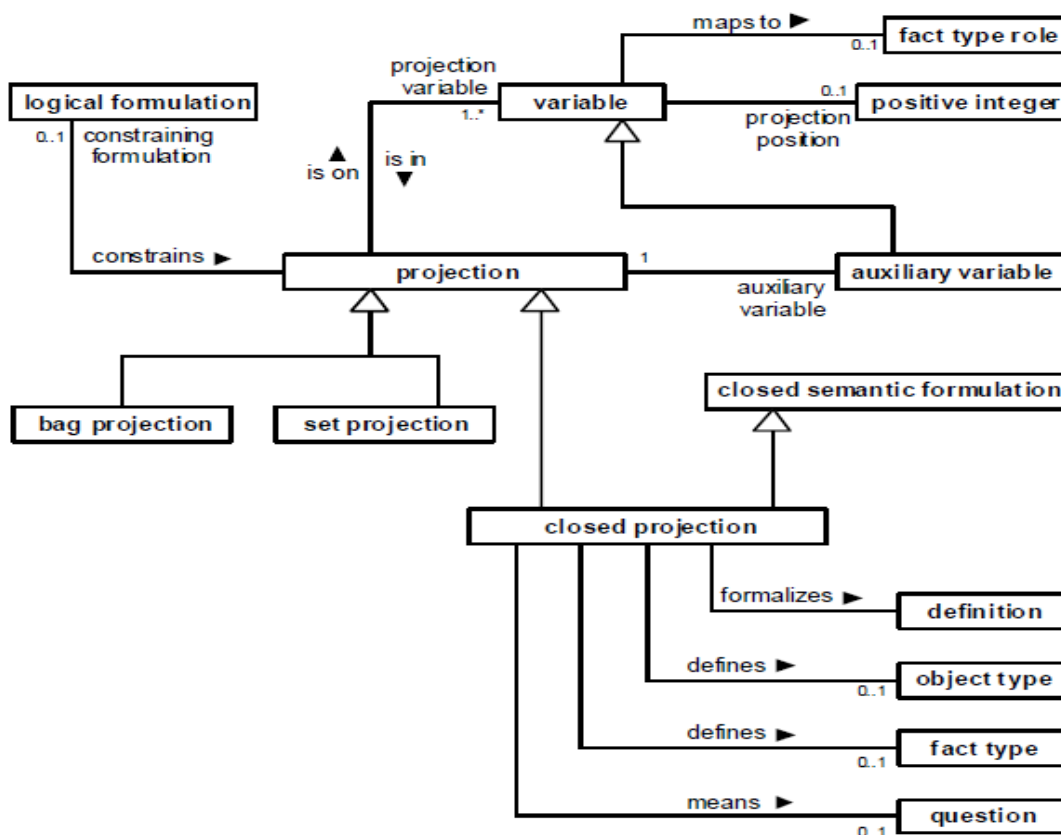 maps to ►
0..1
fact type role
projection
variable
1..*
variable
0..1
positive integer
projection
position
logical formulation
0..1
constraining
formulation
▲
is on
is in
▼
constrains ►
projection
1
auxiliary
variable
auxiliary variable
bag projection
set projection
closed semantic formulation
closed projection
formalizes ►
definition
defines ►
0..1
object type
defines ►
0..1
fact type
means ►
0..1
question